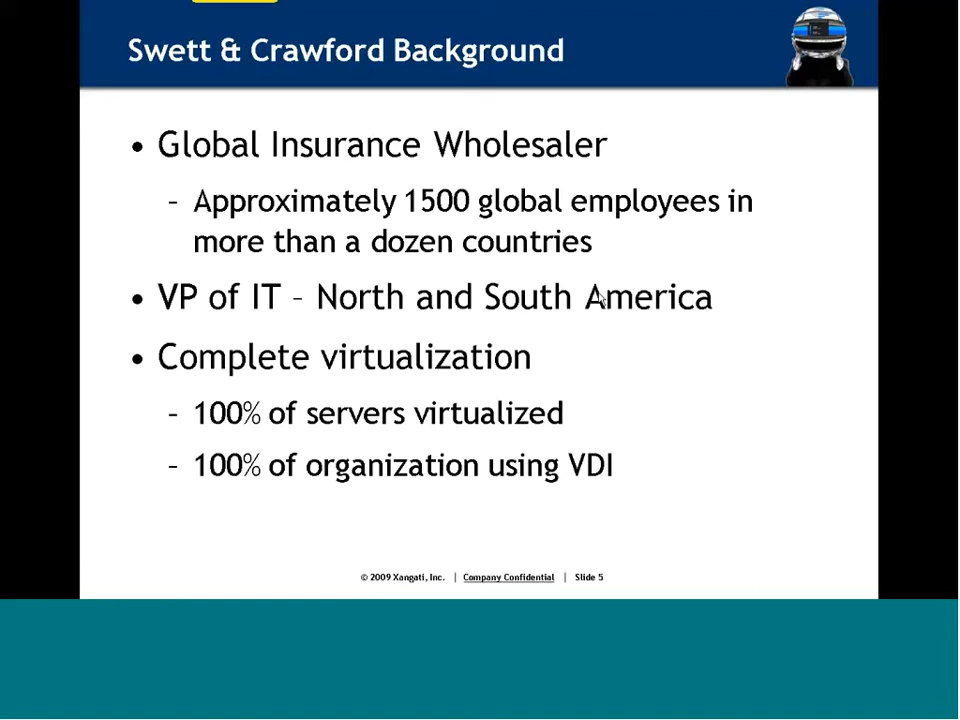 Swett & Crawford Background
• Global Insurance Wholesaler
– Approximately 1500 global employees in
more than a dozen countries
• VP of IT – North and South America
• Complete virtualization
– 100% of servers virtualized
– 100% of organization using VDI
© 2009 Xangati, Inc. | Company Confidential | Slide 5